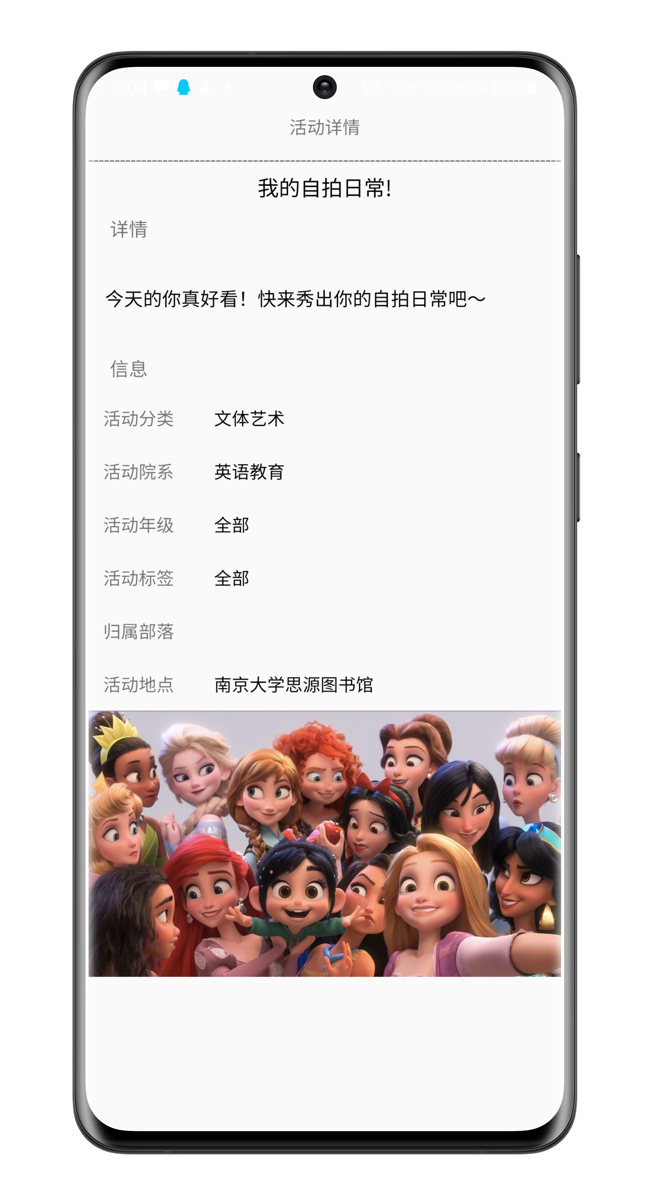 活动详情
我的自拍日常!
详情
今天的你真好看！快来秀出你的自拍日常吧～
信息
活动分类 文体艺术
活动院系 英语教育
活动年级 全部
活动标签 全部
归属部落
活动地点 南京大学思源图书馆